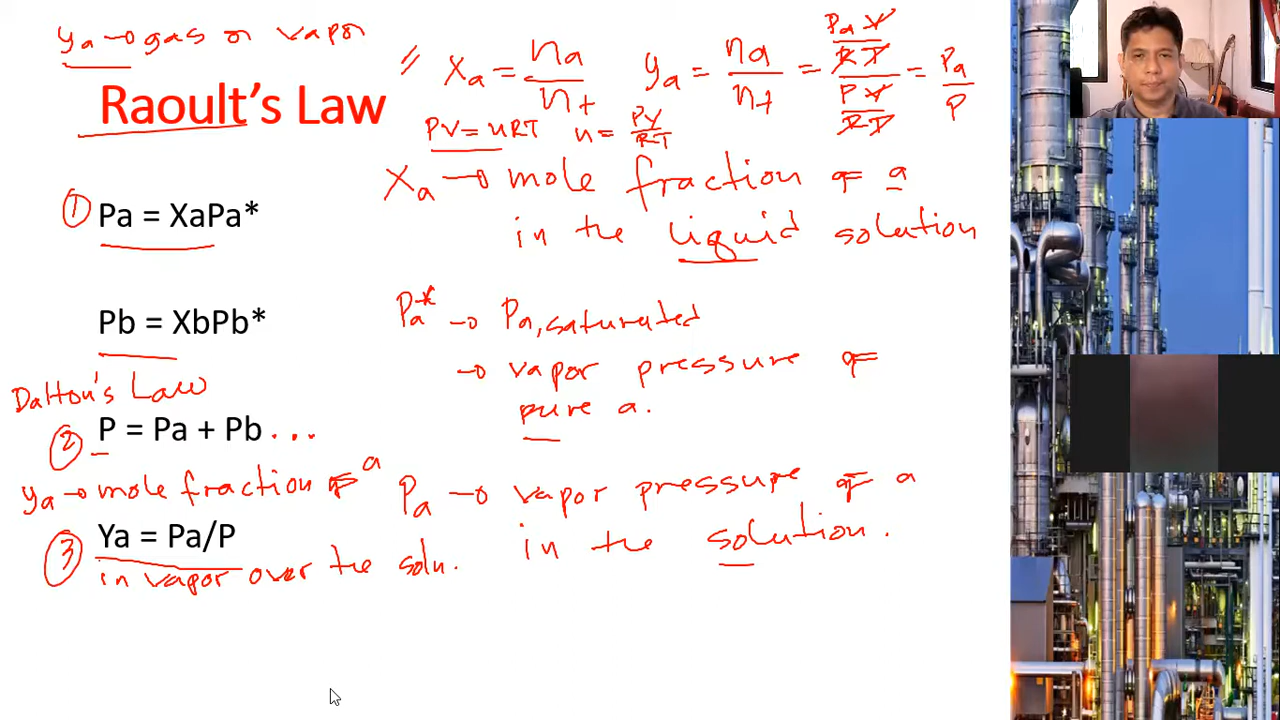 ya → gas or vapor
Raoult's Law
// Xa = na/nt ya = na/nt = (PaV/RT)/(PV/RT) = Pa/P
PV = nRT n = PV/RT
Xa → mole fraction of a
in the liquid solution
① Pa = XaPa*
Pb = XbPb*
Pa* → Pa, saturated
→ vapor pressure of
pure a.
Dalton's Law
② P = Pa + Pb ...
ya → mole fraction of a
③ Ya = Pa/P
in vapor over the soln.
Pa → vapor pressure of a
in the solution.